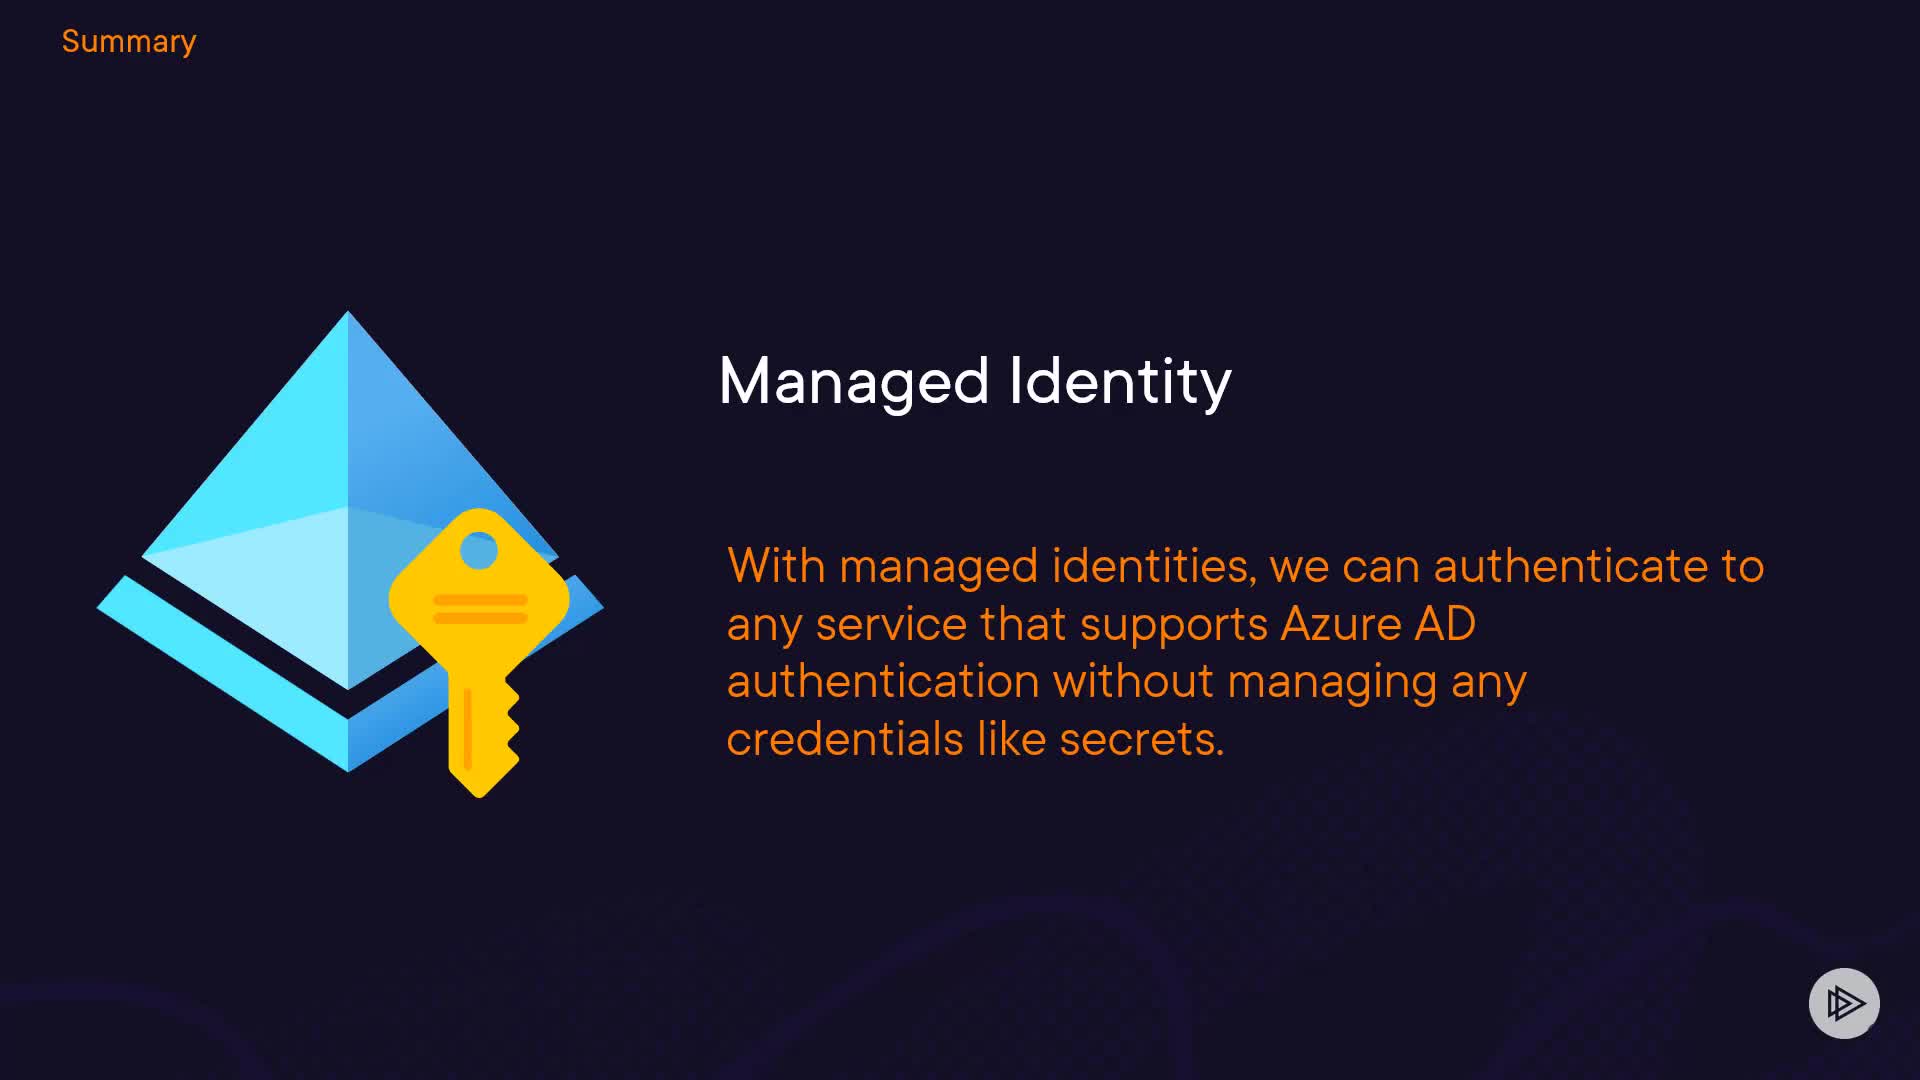 Summary
Managed Identity
With managed identities, we can authenticate to
any service that supports Azure AD
authentication without managing any
credentials like secrets.